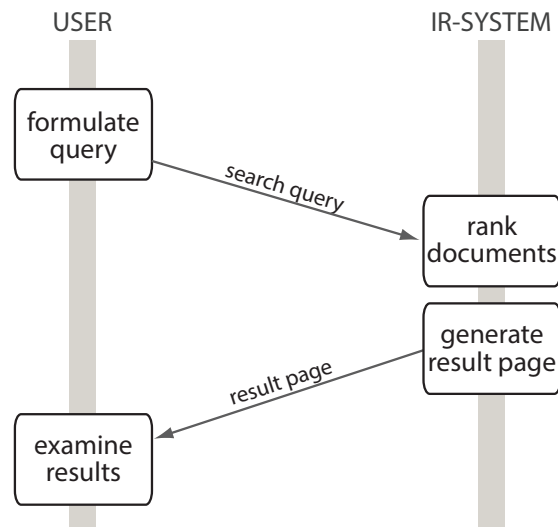 USER
IR-SYSTEM
formulate
query
search query
rank
documents
generate
result page
result page
examine
results